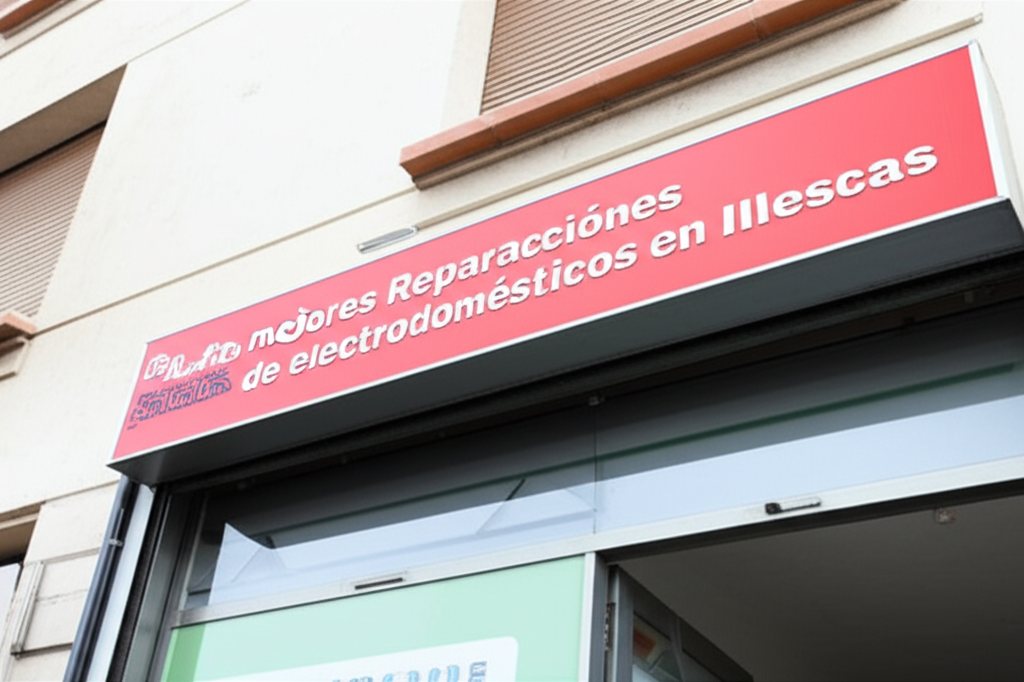 mejores Reparacciónes
de electrodomésticos en Illescas